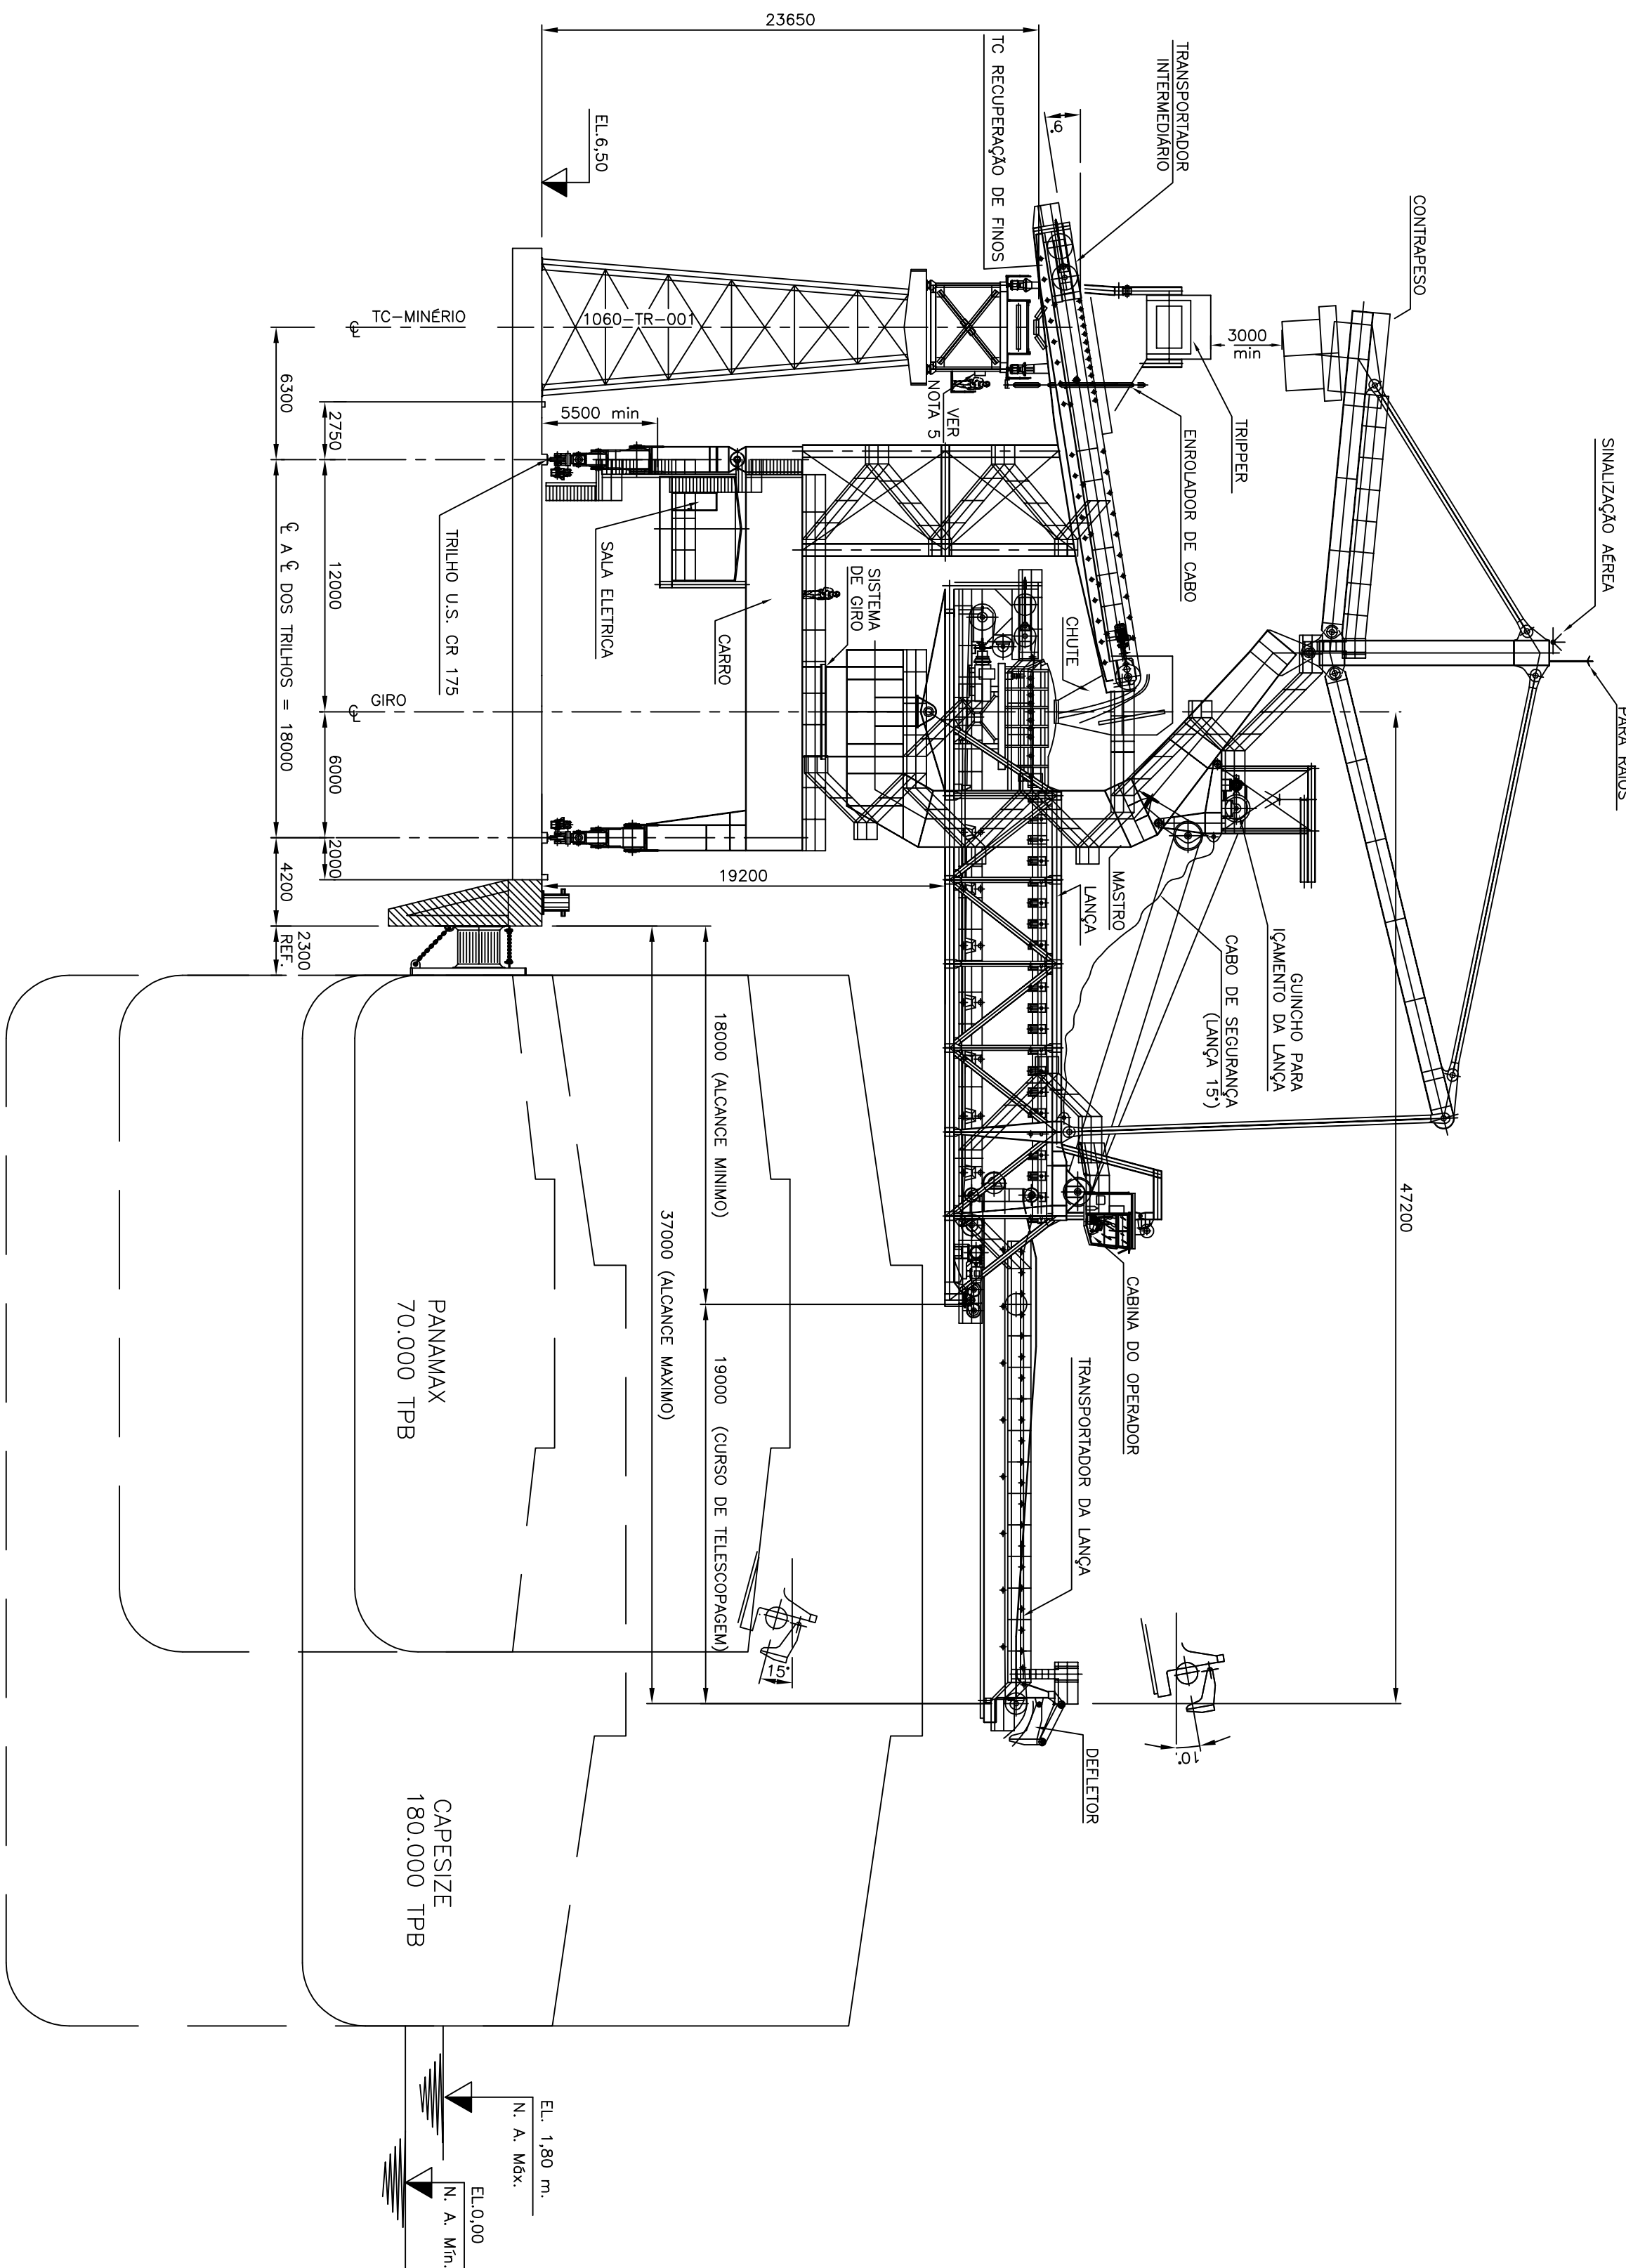 PARA RAIOS
SINALIZAÇÃO AÉREA
CONTRAPESO
47200
3000
min
TRIPPER
ENROLADOR DE CABO
TRANSPORTADOR
INTERMEDIÁRIO
TC RECUPERAÇÃO DE FINOS
23650
VER
NOTA 5
CHUTE
SISTEMA
DE GIRO
GUINCHO PARA
IÇAMENTO DA LANÇA
CABO DE SEGURANÇA
(LANÇA 15°)
MASTRO
LANÇA
CABINA DO OPERADOR
TRANSPORTADOR DA LANÇA
DEFLETOR
10°
15°
CARRO
SALA ELETRICA
5500 min
19200
EL.6,50
1060-TR-001
TRILHO U.S. CR 175
TC-MINÉRIO
GIRO
2750
12000
6000
2000
6300
℄ A ℄ DOS TRILHOS = 18000
4200
2300
REF.
18000 (ALCANCE MINIMO)
19000 (CURSO DE TELESCOPAGEM)
37000 (ALCANCE MAXIMO)
PANAMAX
70.000 TPB
CAPESIZE
180.000 TPB
EL. 1,80 m.
N. A. Máx.
EL.0,00
N. A. Mín.